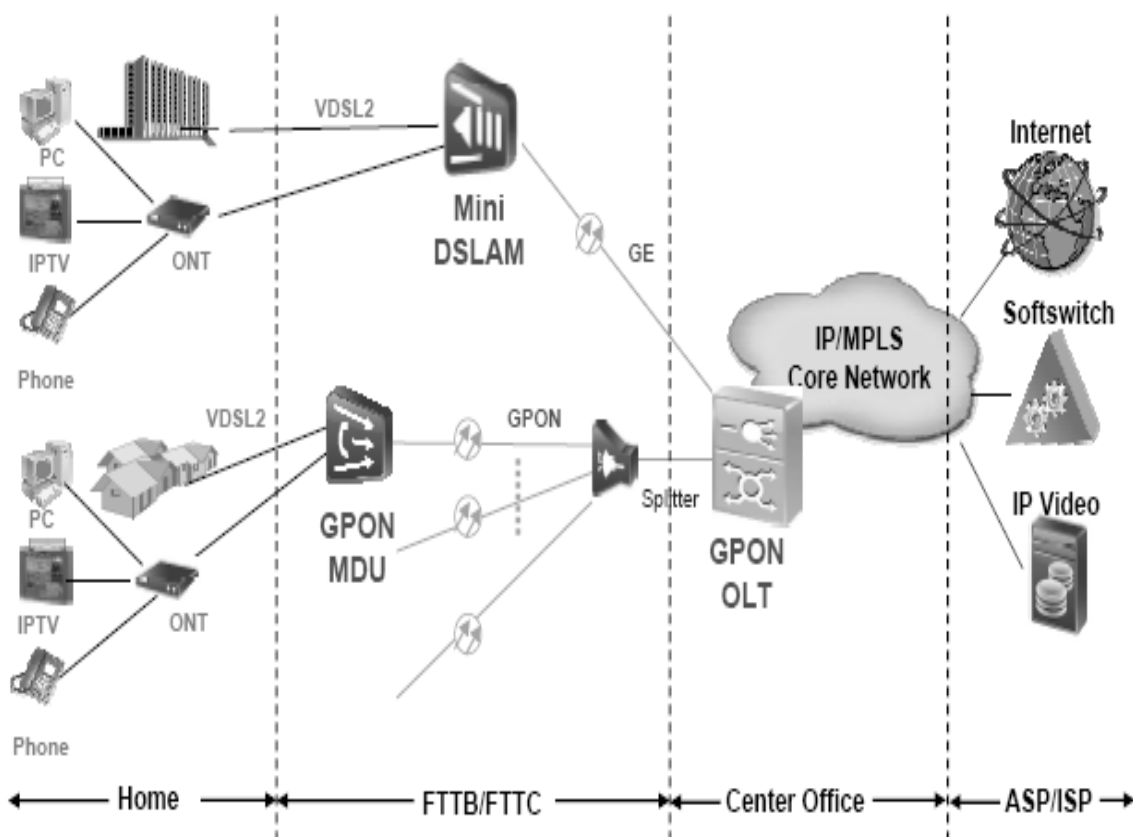 PC
VDSL2
IPTV
ONT
Phone
Mini
DSLAM
GE
Internet
Softswitch
IP/MPLS
Core Network
IP Video
PC
VDSL2
IPTV
ONT
Phone
GPON
MDU
GPON
Splitter
GPON
OLT
Home
FTTB/FTTC
Center Office
ASP/ISP